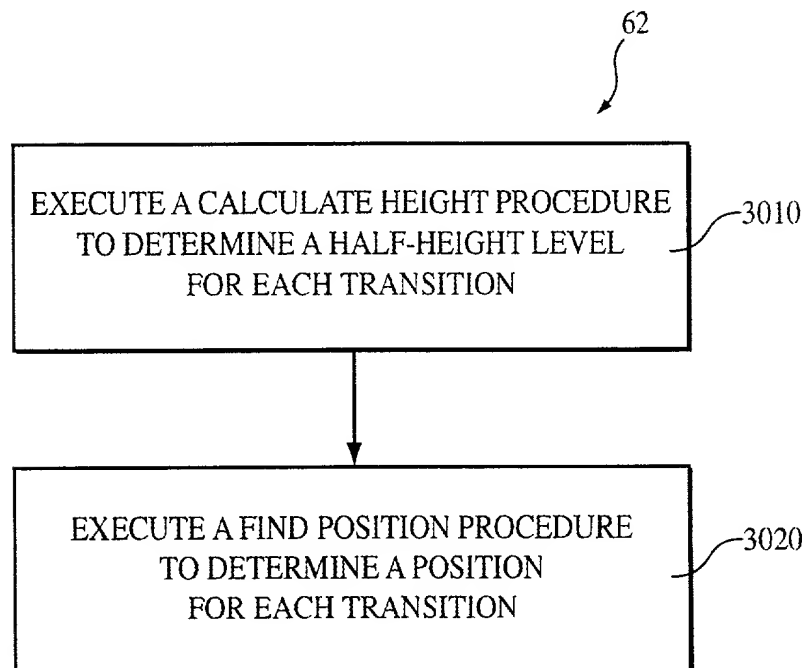 62
EXECUTE A CALCULATE HEIGHT PROCEDURE
TO DETERMINE A HALF-HEIGHT LEVEL
FOR EACH TRANSITION
3010
EXECUTE A FIND POSITION PROCEDURE
TO DETERMINE A POSITION
FOR EACH TRANSITION
3020